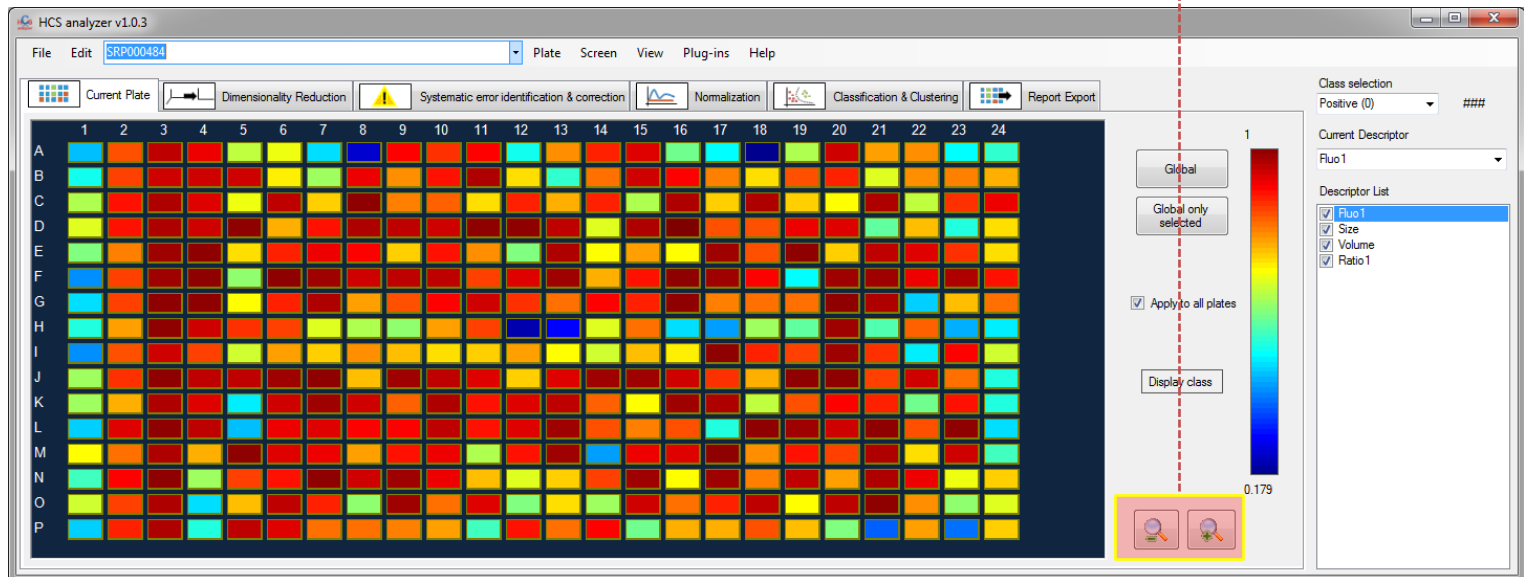 HCS analyzer v1.0.3
File Edit SRP000484 Plate Screen View Plug-ins Help
Current Plate Dimensionality Reduction Systematic error identification & correction Normalization Classification & Clustering Report Export
Class selection
Positive (0) ###
Current Descriptor
Fluo1
Descriptor List
Fluo1
Size
Volume
Ratio1
1 2 3 4 5 6 7 8 9 10 11 12 13 14 15 16 17 18 19 20 21 22 23 24
A
B
C
D
E
F
G
H
I
J
K
L
M
N
O
P
Global
Global only
selected
Apply to all plates
Display class
1
0.179